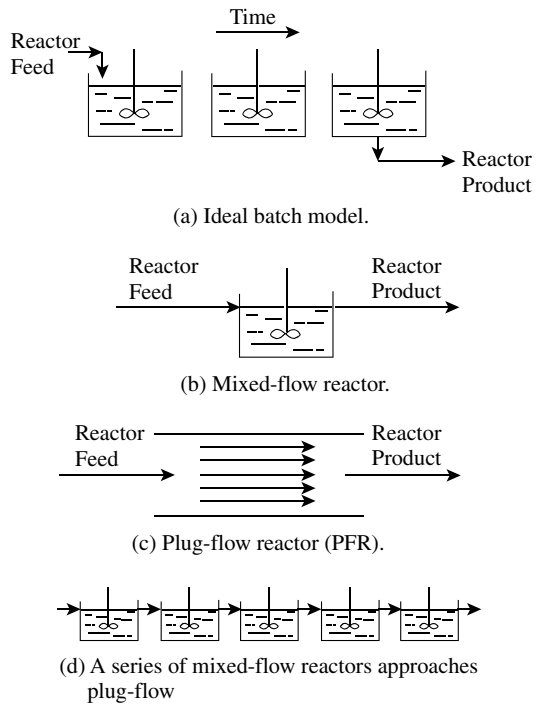 Time
Reactor
Feed
Reactor
Product
(a) Ideal batch model.
Reactor
Feed
Reactor
Product
(b) Mixed-flow reactor.
Reactor
Feed
Reactor
Product
(c) Plug-flow reactor (PFR).
(d) A series of mixed-flow reactors approaches
plug-flow